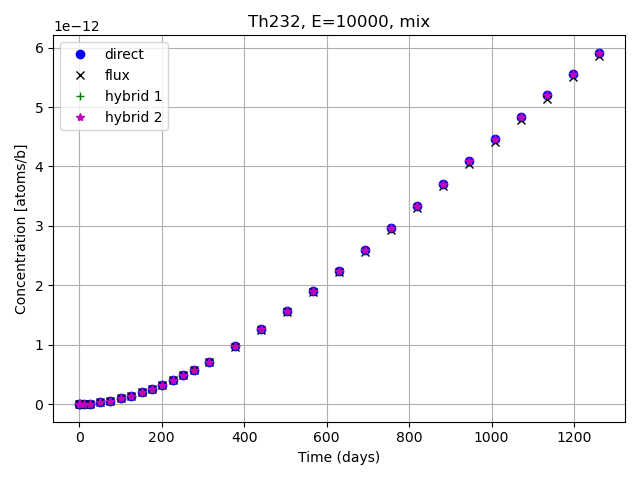 Th232, E=10000, mix
1e−12
direct
flux
hybrid 1
hybrid 2
6
5
4
3
2
1
0
Concentration [atoms/b]
0 200 400 600 800 1000 1200
Time (days)